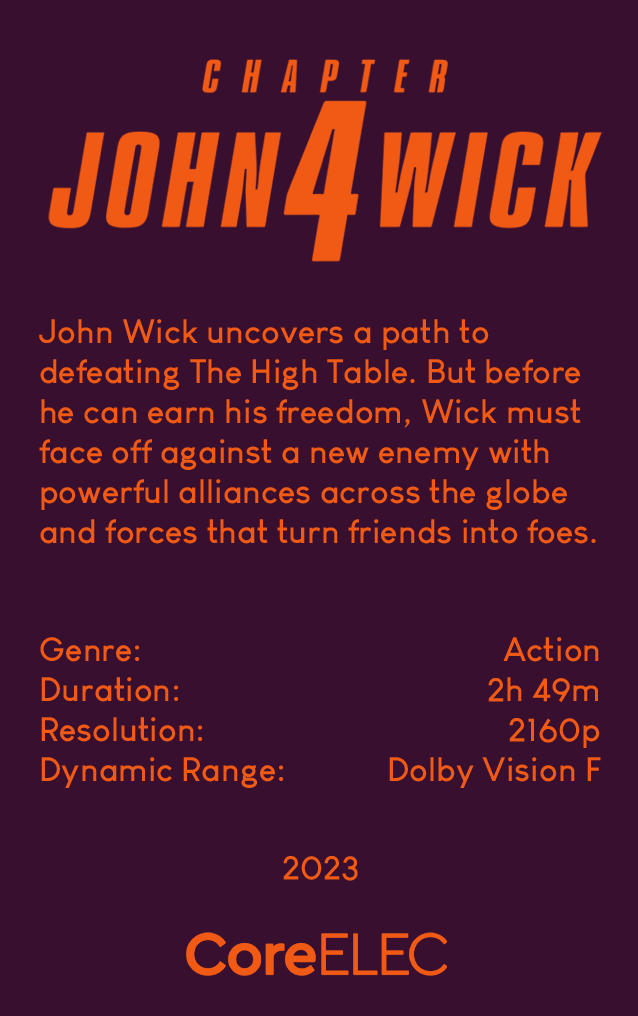 CHAPTER
JOHN 4 WICK
John Wick uncovers a path to
defeating The High Table. But before
he can earn his freedom, Wick must
face off against a new enemy with
powerful alliances across the globe
and forces that turn friends into foes.
Genre: Action
Duration: 2h 49m
Resolution: 2160p
Dynamic Range: Dolby Vision F
2023
CoreELEC